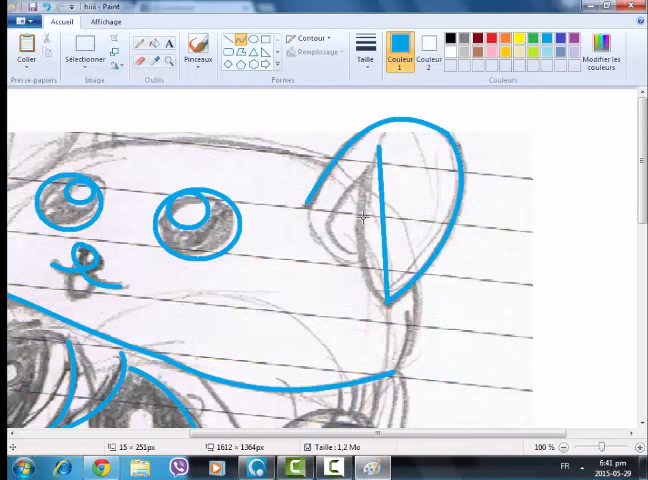 hiiii - Paint
Accueil Affichage
Coller
Sélectionner
Pinceaux
Contour
Remplissage
Taille
Couleur 1
Couleur 2
Modifier les couleurs
Presse-papiers Image Outils Formes Couleurs
15 × 251px 1612 × 1364px Taille : 1,2 Mo 100 %
FR 6:41 pm
2015-05-29